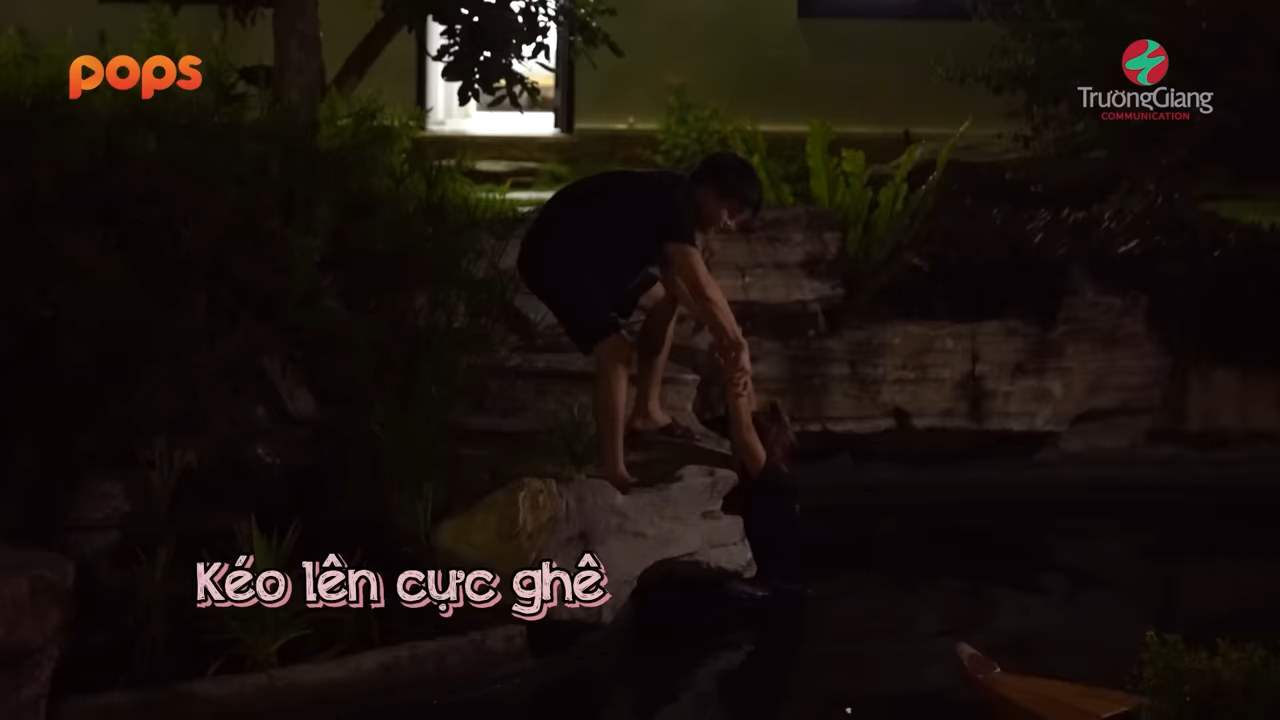 POPS
TrườngGiang
COMMUNICATION
Kéo lên cực ghê